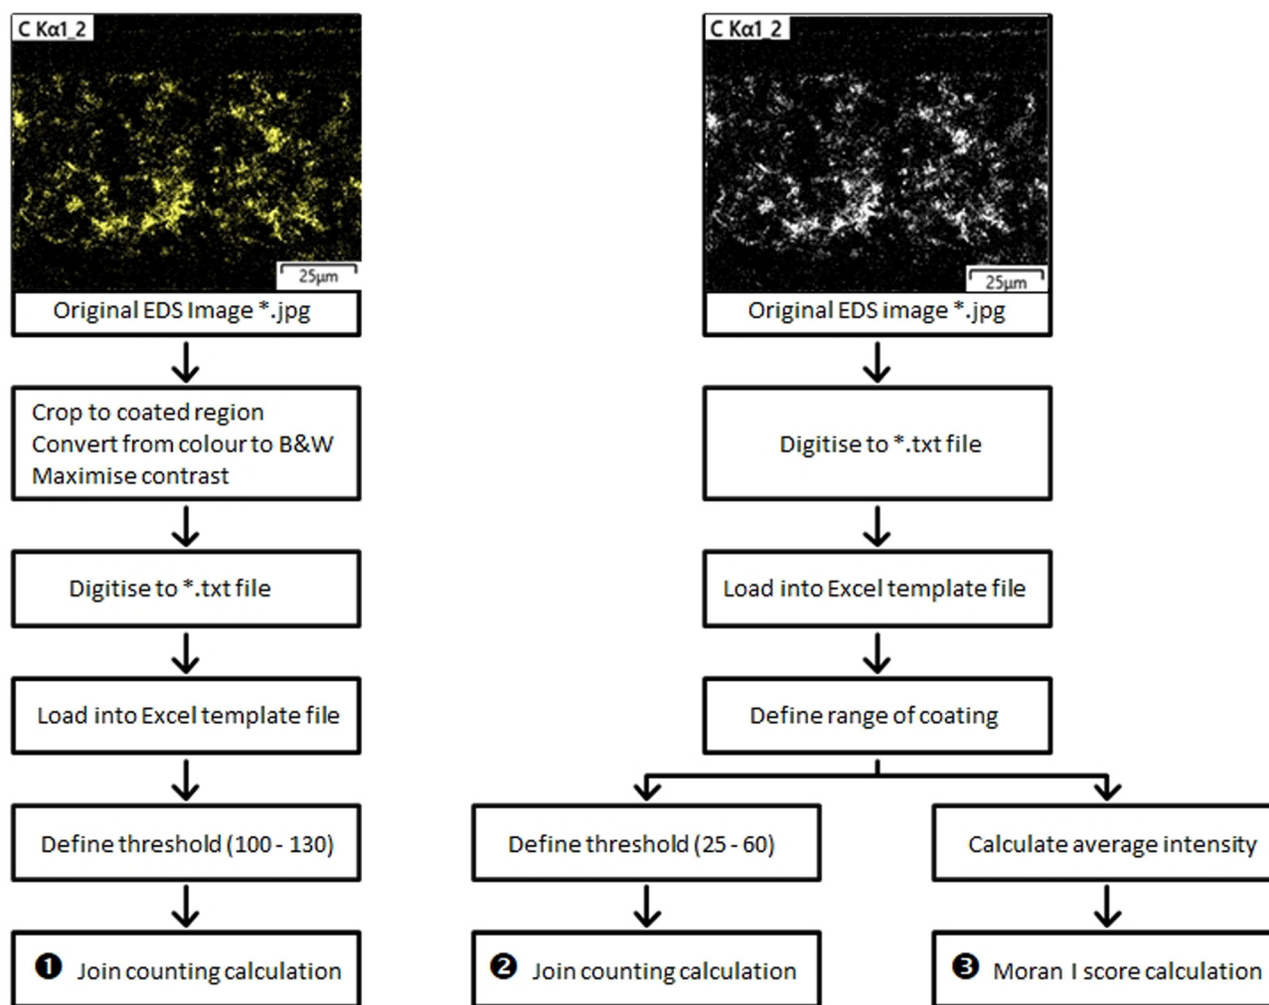 C Kα1_2
25μm
Original EDS Image *.jpg
Crop to coated region
Convert from colour to B&W
Maximise contrast
Digitise to *.txt file
Load into Excel template file
Define threshold (100 - 130)
❶ Join counting calculation
C Kα1_2
25μm
Original EDS image *.jpg
Digitise to *.txt file
Load into Excel template file
Define range of coating
Define threshold (25 - 60)
❷ Join counting calculation
Calculate average intensity
❸ Moran I score calculation